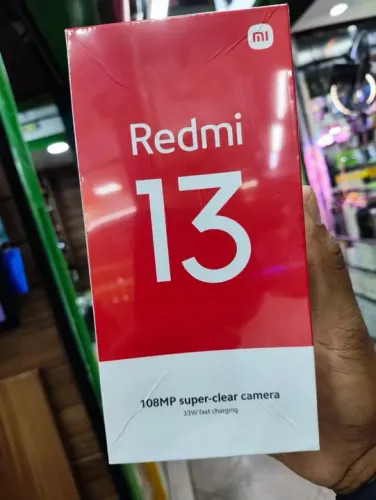 mi
Redmi
13
108MP super-clear camera
33W fast charging